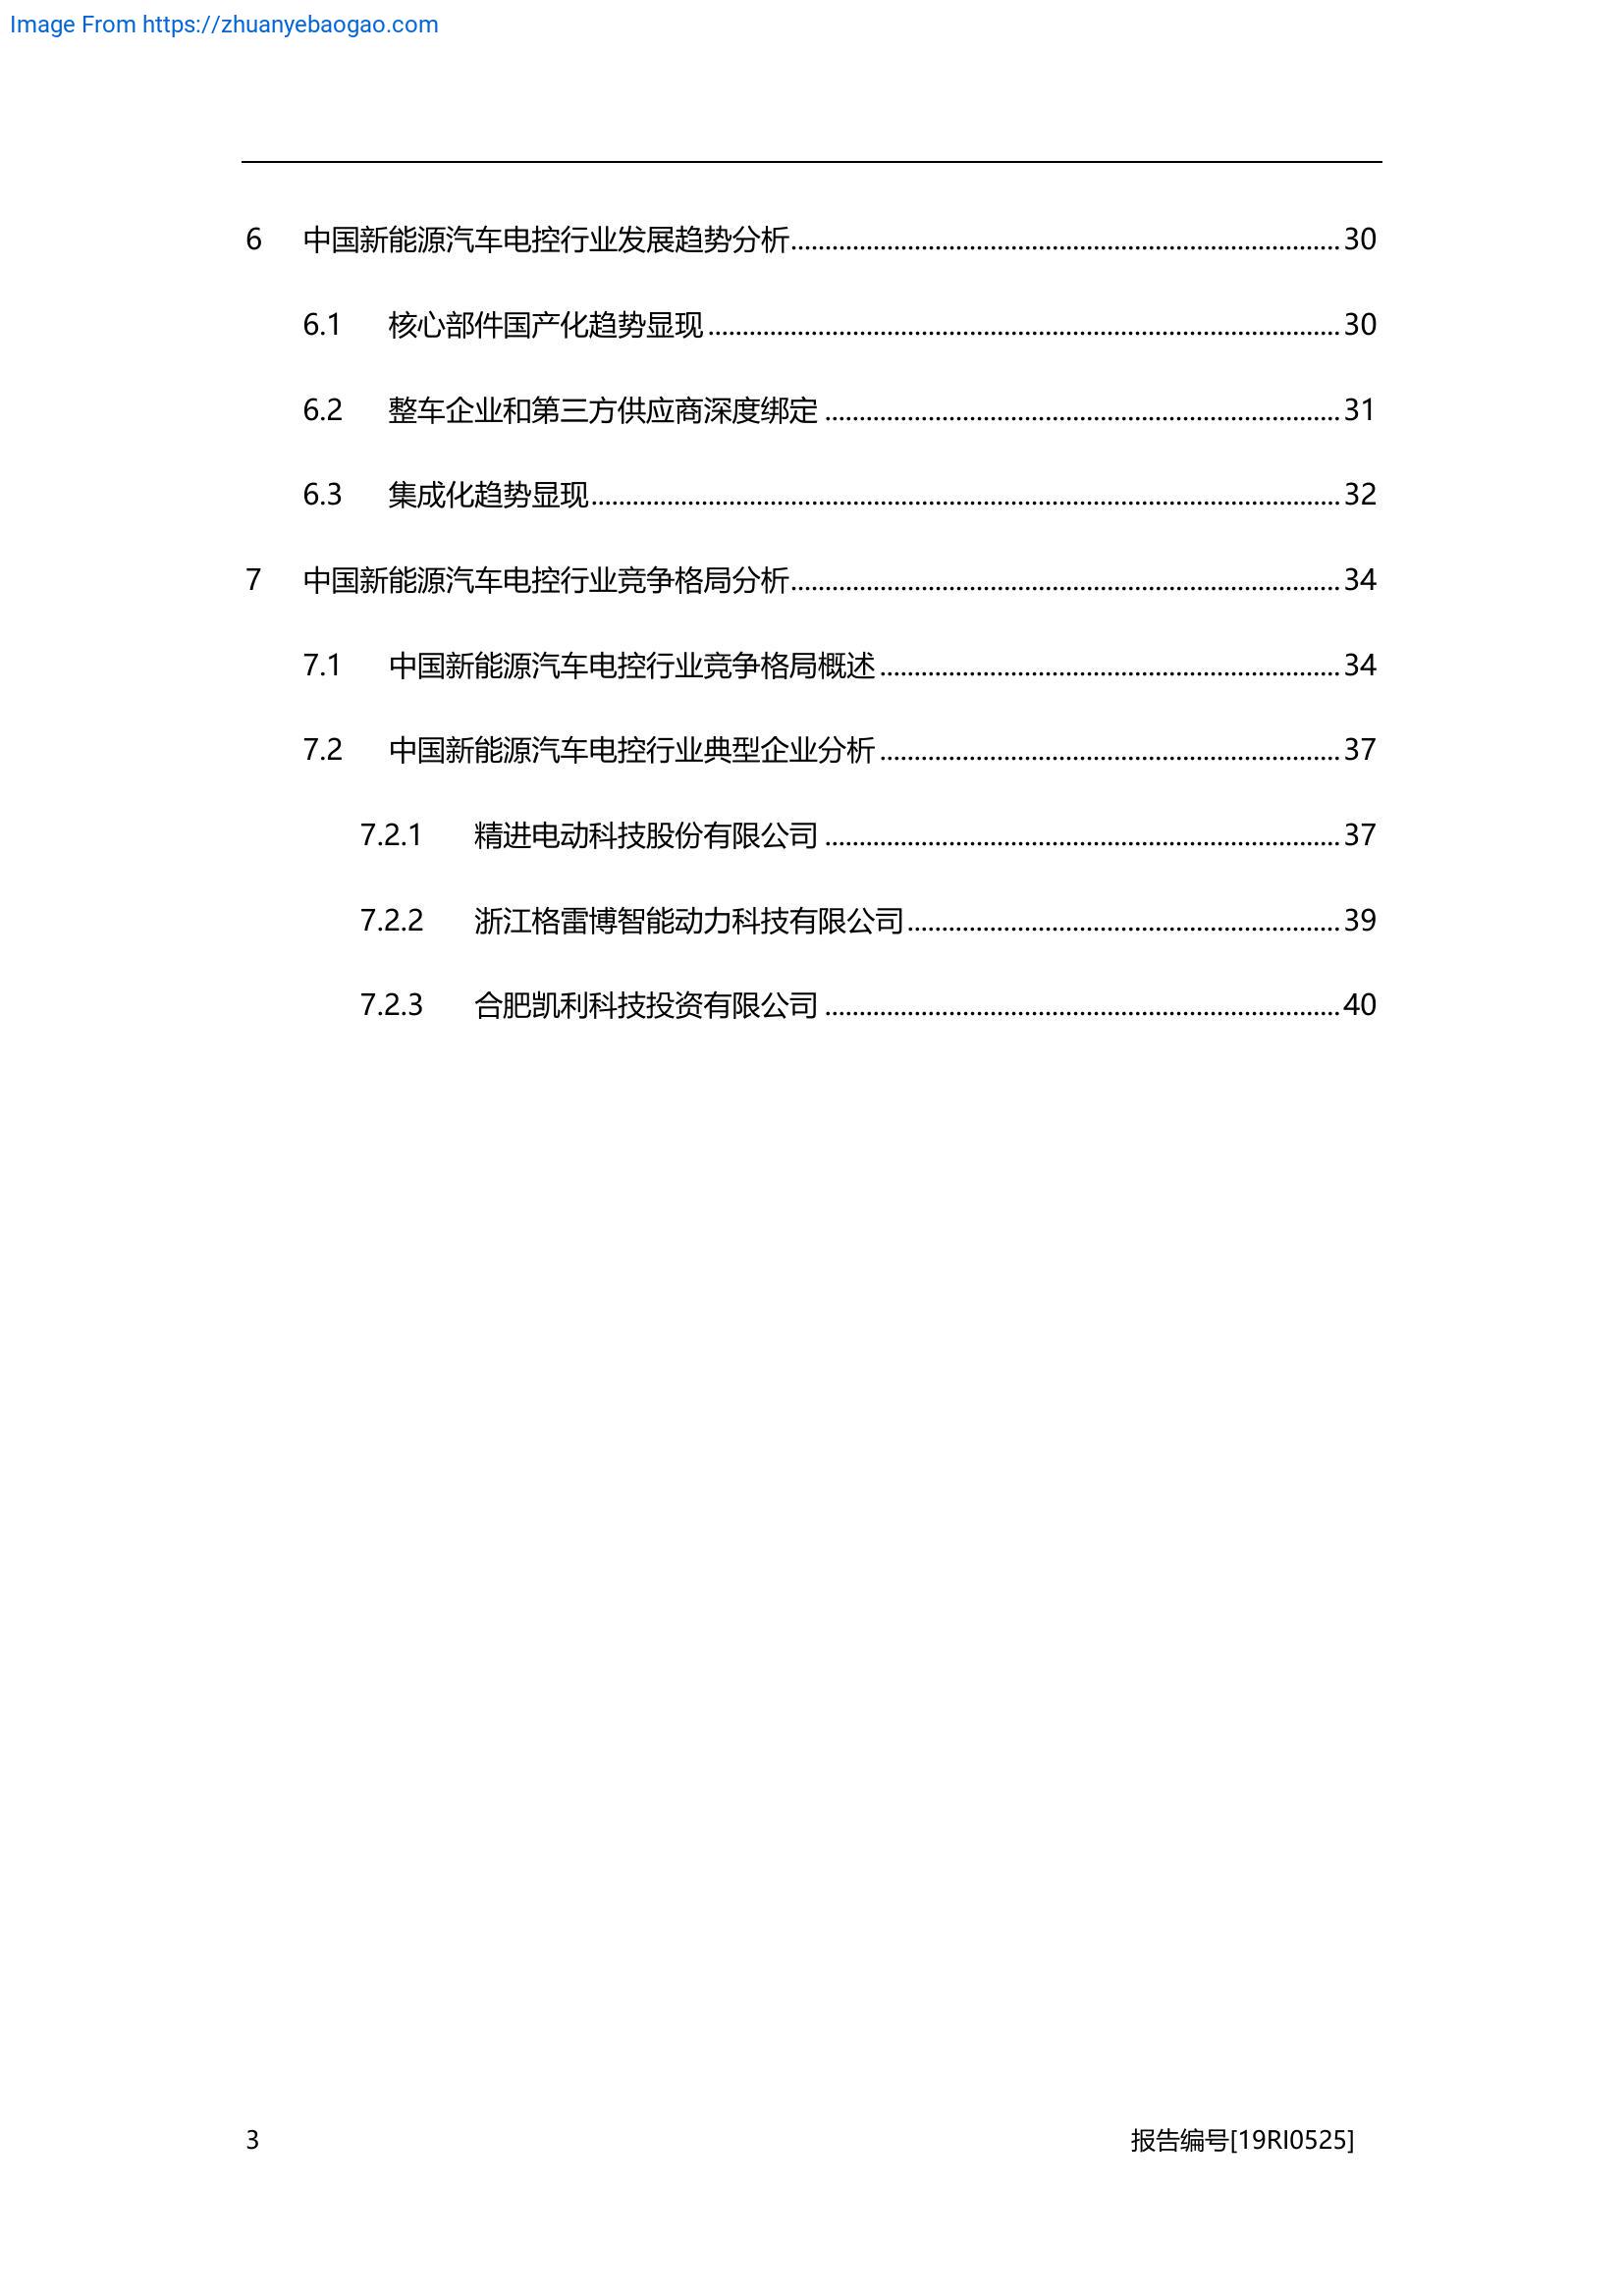 Image From https://zhuanyebaogao.com
6 中国新能源汽车电控行业发展趋势分析 30
6.1 核心部件国产化趋势显现 30
6.2 整车企业和第三方供应商深度绑定 31
6.3 集成化趋势显现 32
7 中国新能源汽车电控行业竞争格局分析 34
7.1 中国新能源汽车电控行业竞争格局概述 34
7.2 中国新能源汽车电控行业典型企业分析 37
7.2.1 精进电动科技股份有限公司 37
7.2.2 浙江格雷博智能动力科技有限公司 39
7.2.3 合肥凯利科技投资有限公司 40
3 报告编号[19RI0525]